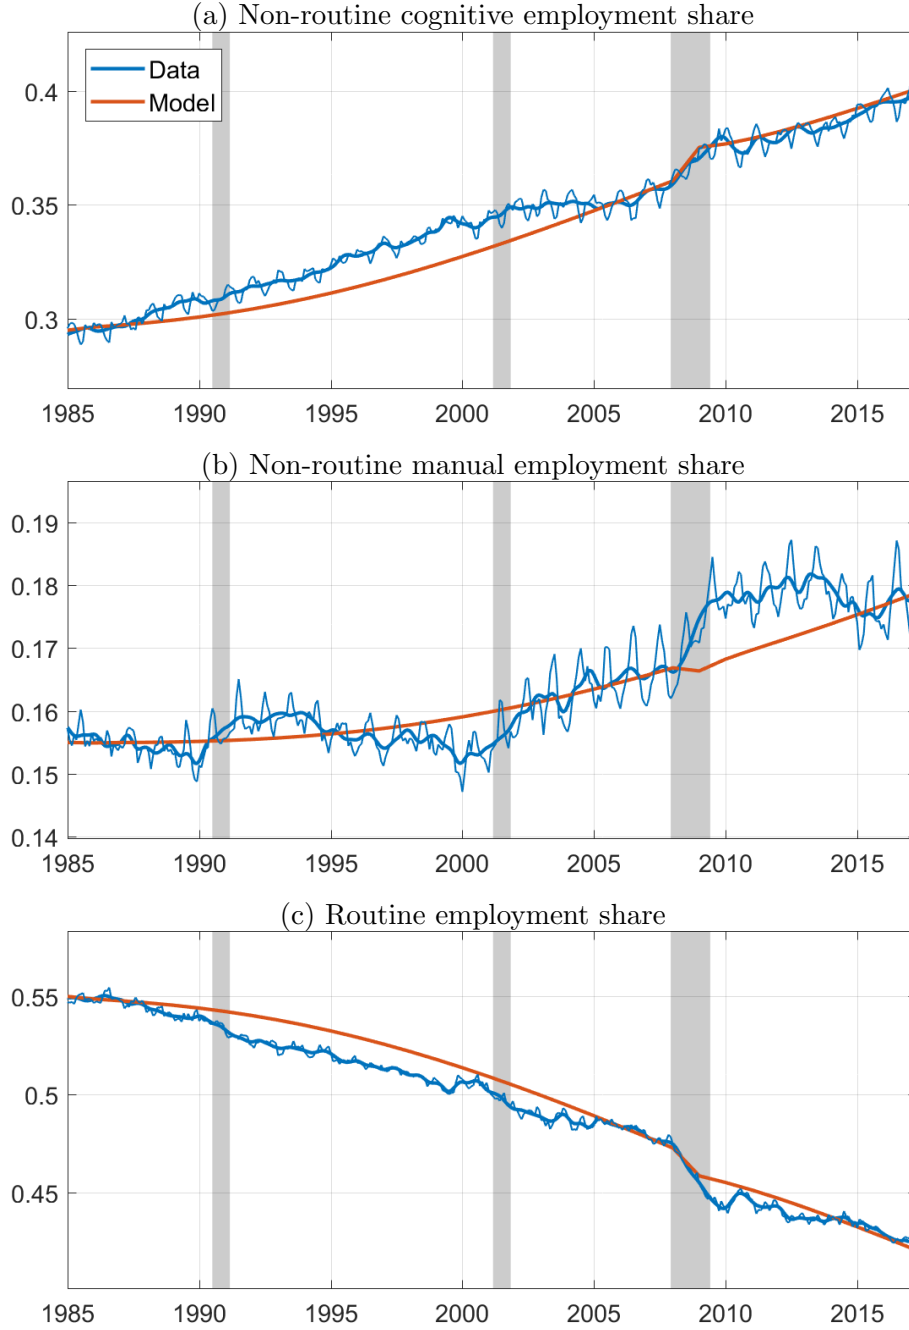 (a) Non-routine cognitive employment share
Data
Model
0.4
0.35
0.3
1985 1990 1995 2000 2005 2010 2015
(b) Non-routine manual employment share
0.19
0.18
0.17
0.16
0.15
0.14
1985 1990 1995 2000 2005 2010 2015
(c) Routine employment share
0.55
0.5
0.45
1985 1990 1995 2000 2005 2010 2015